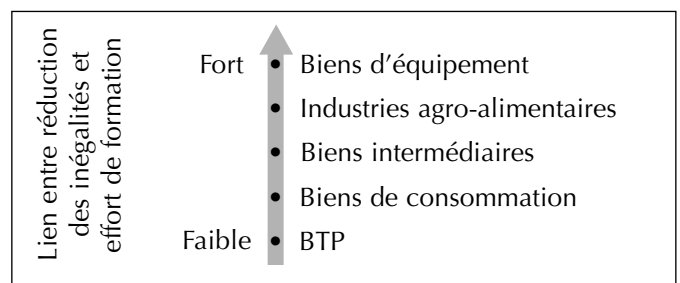 Lien entre réduction
des inégalités et
effort de formation
Fort • Biens d'équipement
• Industries agro-alimentaires
• Biens intermédiaires
• Biens de consommation
Faible • BTP